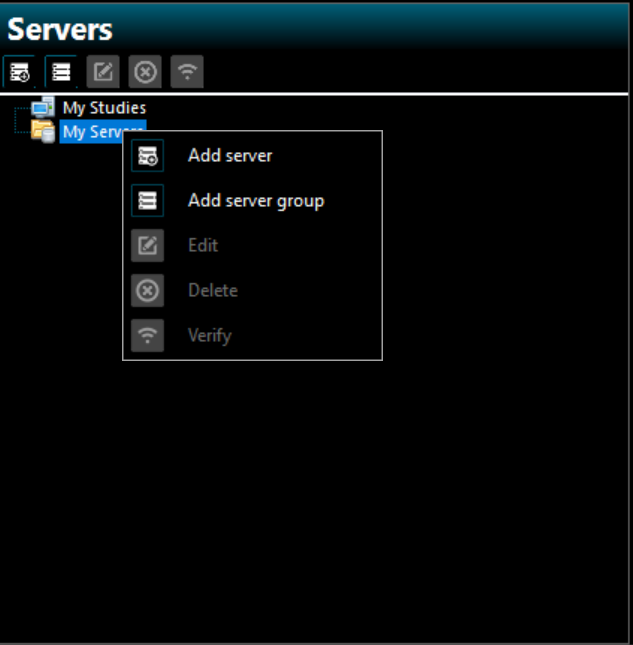 Servers
My Studies
My Servers
Add server
Add server group
Edit
Delete
Verify